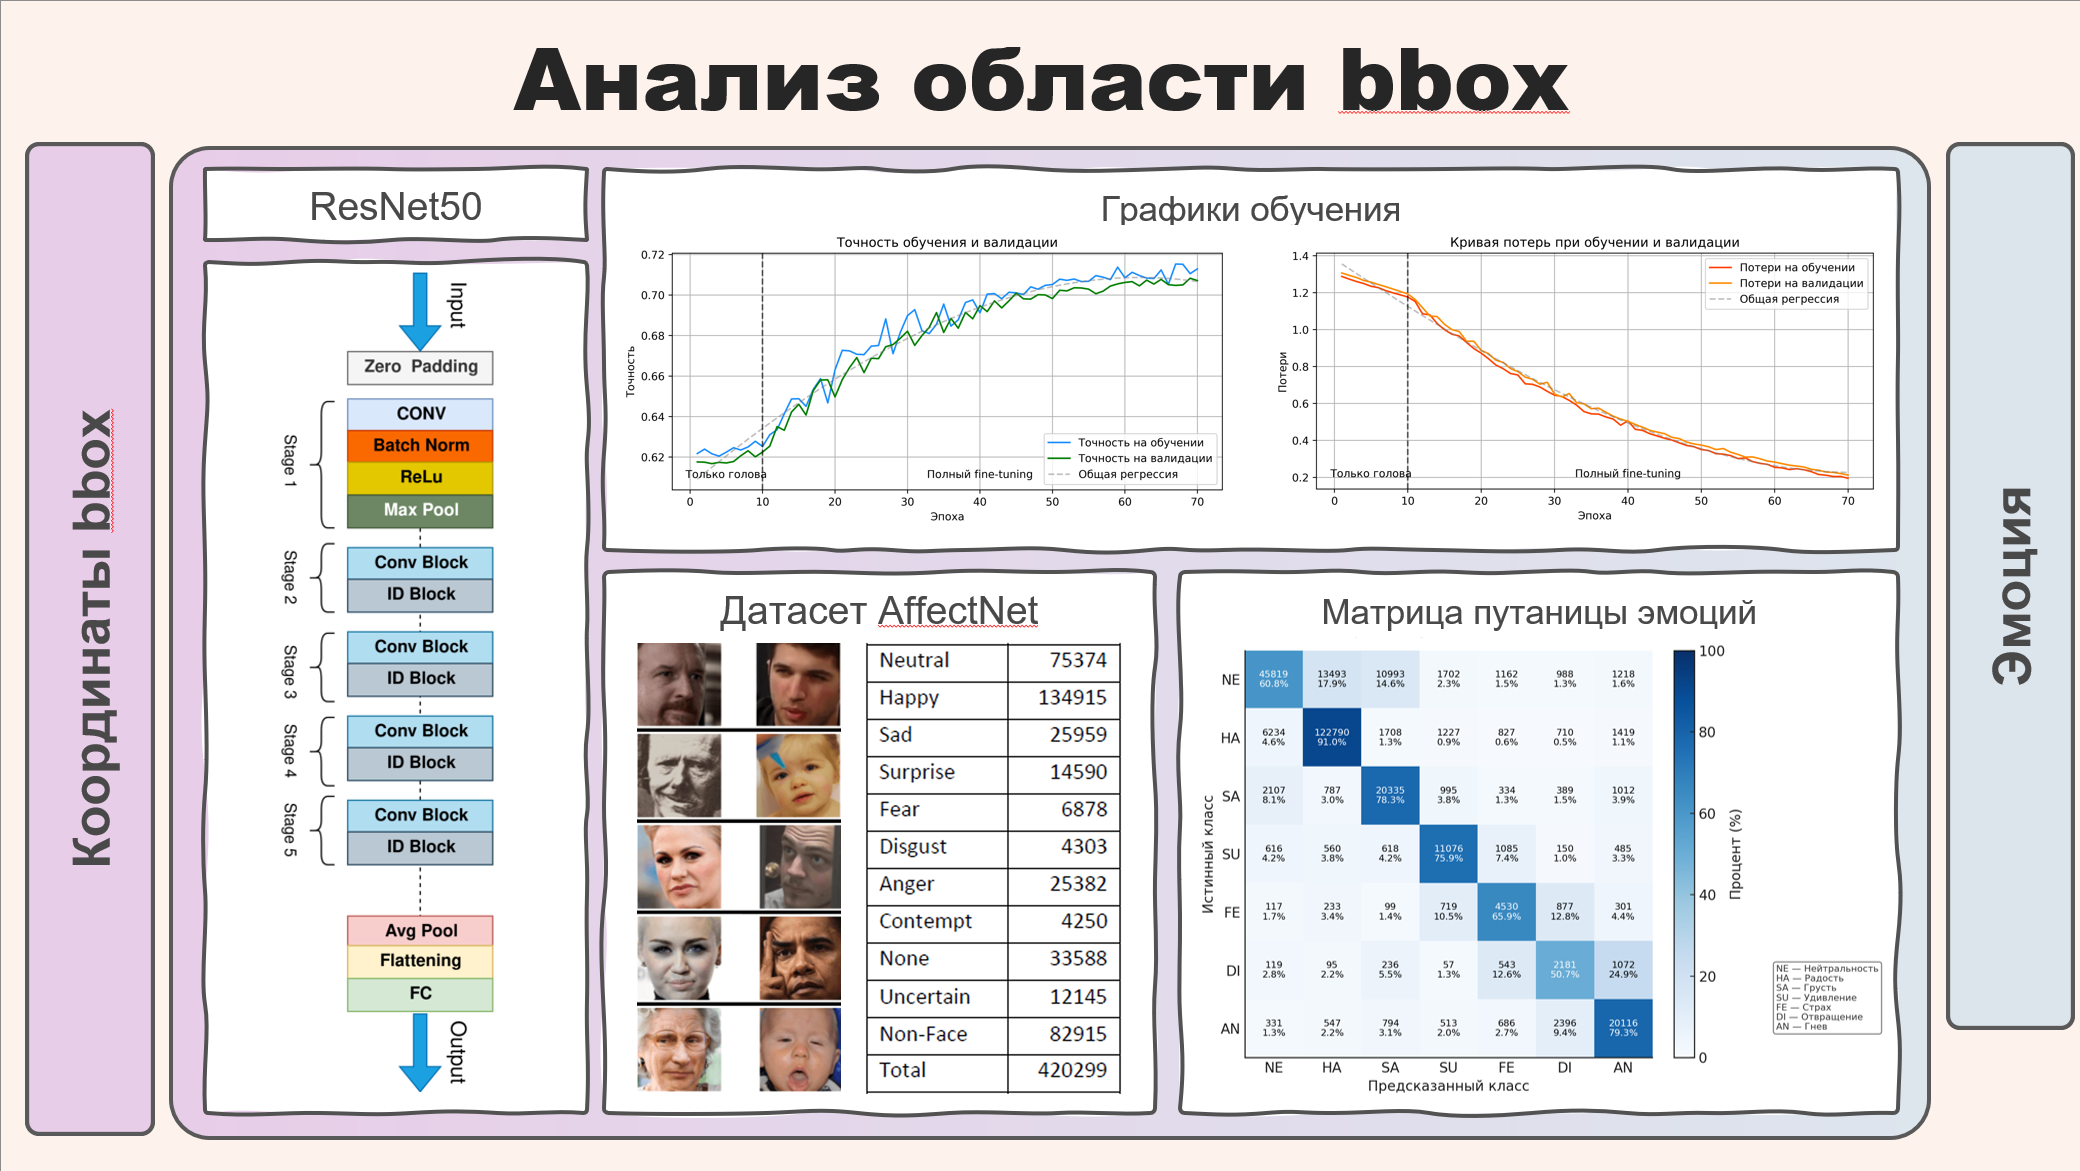 Анализ области bbox
Координаты bbox
ResNet50
Input
Zero Padding
Stage 1
CONV
Batch Norm
ReLu
Max Pool
Stage 2
Conv Block
ID Block
Stage 3
Conv Block
ID Block
Stage 4
Conv Block
ID Block
Stage 5
Conv Block
ID Block
Avg Pool
Flattening
FC
Output
Графики обучения
Точность обучения и валидации
Точность
0.72
0.70
0.68
0.66
0.64
0.62
Точность на обучении
Точность на валидации
Общая регрессия
Только голова
Полный fine-tuning
0 10 20 30 40 50 60 70
Эпоха
Кривая потерь при обучении и валидации
Потери
1.4
1.2
1.0
0.8
0.6
0.4
0.2
Потери на обучении
Потери на валидации
Общая регрессия
Только голова
Полный fine-tuning
0 10 20 30 40 50 60 70
Эпоха
Датасет AffectNet
Neutral 75374
Happy 134915
Sad 25959
Surprise 14590
Fear 6878
Disgust 4303
Anger 25382
Contempt 4250
None 33588
Uncertain 12145
Non-Face 82915
Total 420299
Матрица путаницы эмоций
Истинный класс
NE
45819 13493 10993 1702 1162 988 1218
60.8% 17.9% 14.6% 2.3% 1.5% 1.3% 1.6%
HA
6234 122790 1708 1227 827 710 1419
4.6% 91.0% 1.3% 0.9% 0.6% 0.5% 1.1%
SA
2107 787 20335 995 334 389 1012
8.1% 3.0% 78.3% 3.8% 1.3% 1.5% 3.9%
SU
616 560 618 11076 1085 150 485
4.2% 3.8% 4.2% 75.9% 7.4% 1.0% 3.3%
FE
117 233 99 719 4530 877 301
1.7% 3.4% 1.4% 10.5% 65.9% 12.8% 4.4%
DI
119 95 236 57 543 2181 1072
2.8% 2.2% 5.5% 1.3% 12.6% 50.7% 24.9%
AN
331 547 794 513 686 2396 20116
1.3% 2.2% 3.1% 2.0% 2.7% 9.4% 79.3%
NE HA SA SU FE DI AN
Предсказанный класс
100
80
60
40
20
0
Процент (%)
NE — Нейтральность
HA — Радость
SA — Грусть
SU — Удивление
FE — Страх
DI — Отвращение
AN — Гнев
Эмоция